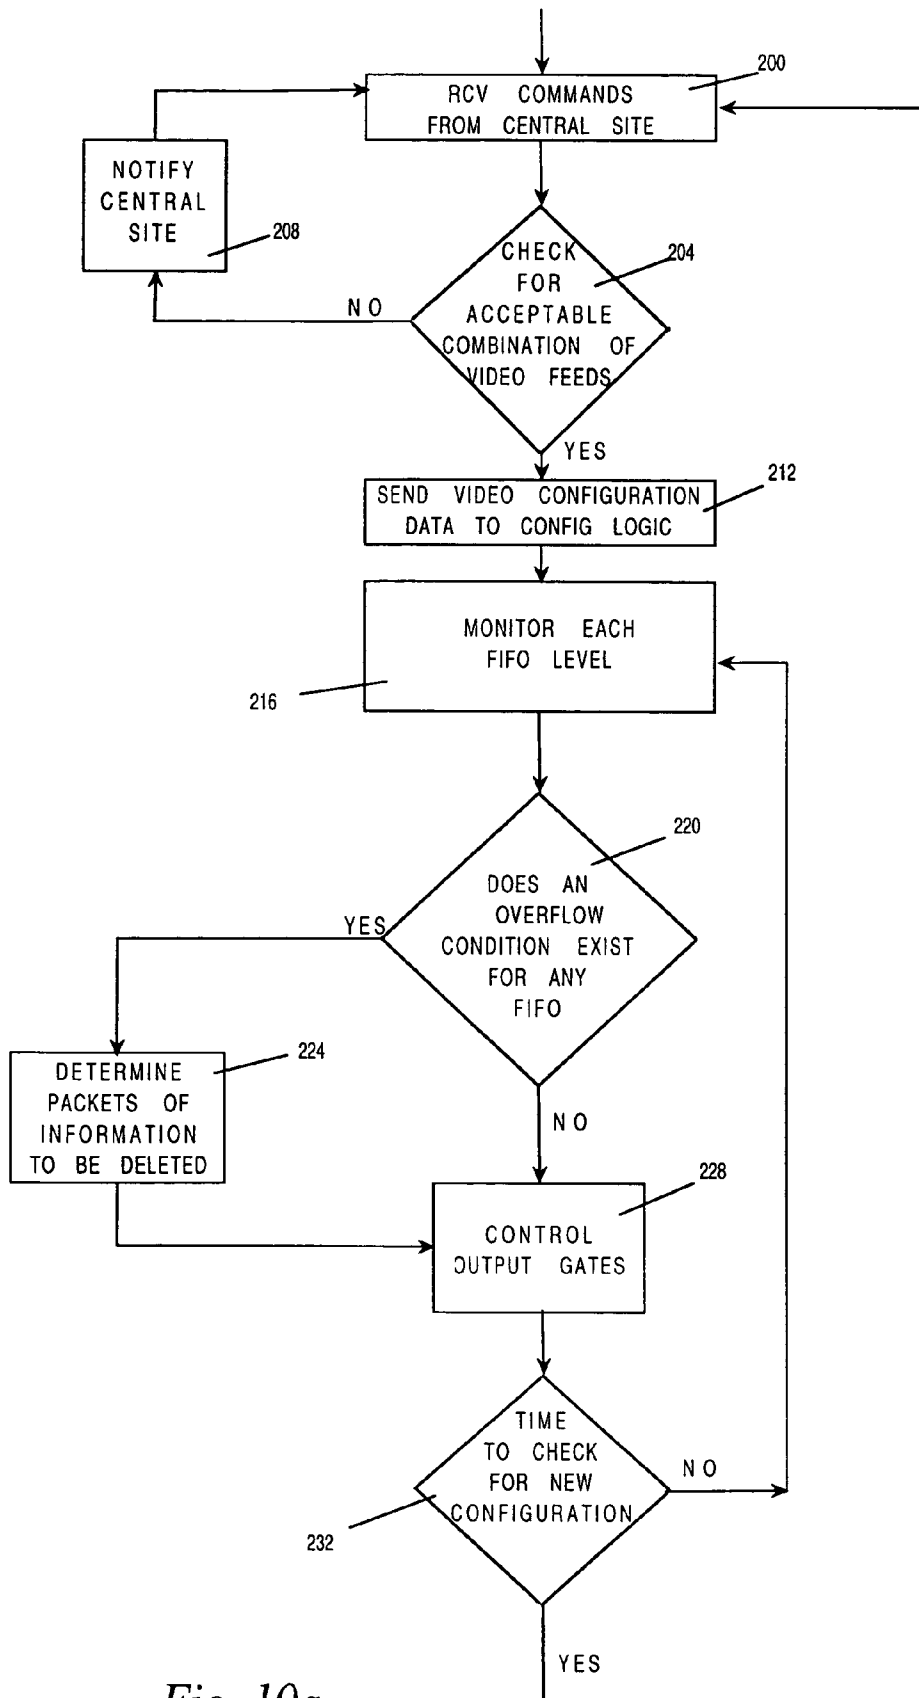 200
RCV COMMANDS
FROM CENTRAL SITE
NOTIFY
CENTRAL
SITE
208
204
CHECK
FOR
ACCEPTABLE
COMBINATION OF
VIDEO FEEDS
NO
YES
212
SEND VIDEO CONFIGURATION
DATA TO CONFIG LOGIC
MONITOR EACH
FIFO LEVEL
216
220
DOES AN
OVERFLOW
CONDITION EXIST
FOR ANY
FIFO
YES
224
DETERMINE
PACKETS OF
INFORMATION
TO BE DELETED
NO
228
CONTROL
OUTPUT GATES
TIME
TO CHECK
FOR NEW
CONFIGURATION
NO
232
YES
Fig. 10a